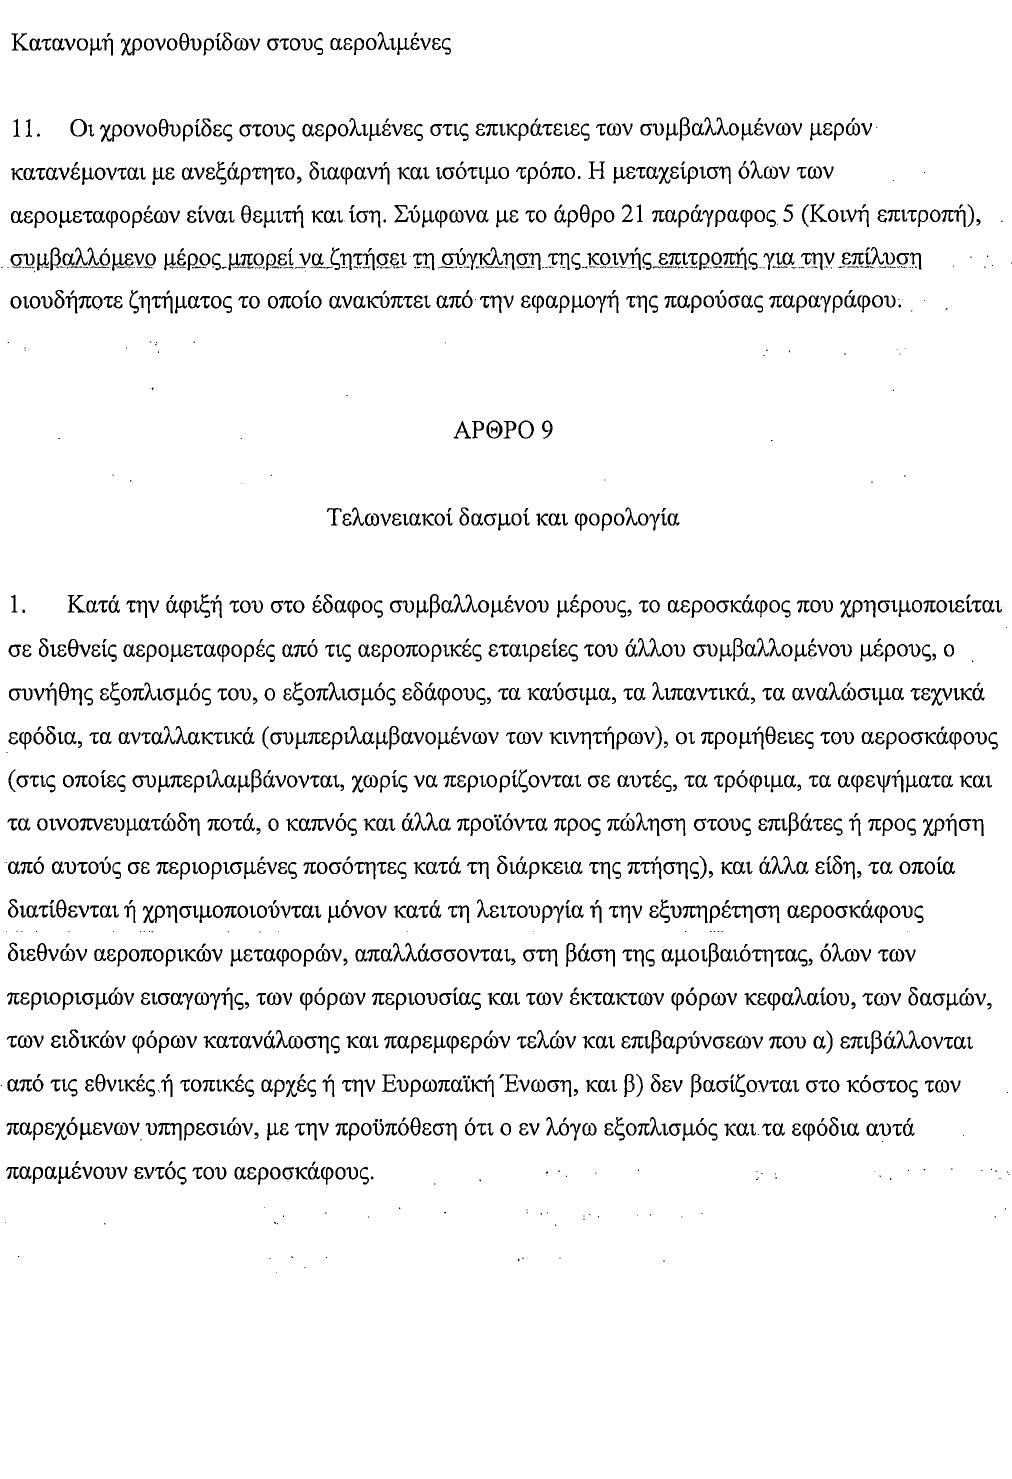 Κατανομή χρονοθυρίδων στους αερολιμένες
11. Οι χρονοθυρίδες στους αερολιμένες στις επικράτειες των συμβαλλομένων μερών
κατανέμονται με ανεξάρτητο, διαφανή και ισότιμο τρόπο. Η μεταχείριση όλων των
αερομεταφορέων είναι θεμιτή και ίση. Σύμφωνα με το άρθρο 21 παράγραφος 5 (Κοινή επιτροπή),
συμβαλλόμενο μέρος μπορεί να ζητήσει τη σύγκληση της κοινής επιτροπής για την επίλυση
οιουδήποτε ζητήματος το οποίο ανακύπτει από την εφαρμογή της παρούσας παραγράφου.
ΑΡΘΡΟ 9
Τελωνειακοί δασμοί και φορολογία
1. Κατά την άφιξή του στο έδαφος συμβαλλομένου μέρους, το αεροσκάφος που χρησιμοποιείται
σε διεθνείς αερομεταφορές από τις αεροπορικές εταιρείες του άλλου συμβαλλομένου μέρους, ο
συνήθης εξοπλισμός του, ο εξοπλισμός εδάφους, τα καύσιμα, τα λιπαντικά, τα αναλώσιμα τεχνικά
εφόδια, τα ανταλλακτικά (συμπεριλαμβανομένων των κινητήρων), οι προμήθειες του αεροσκάφους
(στις οποίες συμπεριλαμβάνονται, χωρίς να περιορίζονται σε αυτές, τα τρόφιμα, τα αφεψήματα και
τα οινοπνευματώδη ποτά, ο καπνός και άλλα προϊόντα προς πώληση στους επιβάτες ή προς χρήση
από αυτούς σε περιορισμένες ποσότητες κατά τη διάρκεια της πτήσης), και άλλα είδη, τα οποία
διατίθενται ή χρησιμοποιούνται μόνον κατά τη λειτουργία ή την εξυπηρέτηση αεροσκάφους
διεθνών αεροπορικών μεταφορών, απαλλάσσονται, στη βάση της αμοιβαιότητας, όλων των
περιορισμών εισαγωγής, των φόρων περιουσίας και των έκτακτων φόρων κεφαλαίου, των δασμών,
των ειδικών φόρων κατανάλωσης και παρεμφερών τελών και επιβαρύνσεων που α) επιβάλλονται
από τις εθνικές ή τοπικές αρχές ή την Ευρωπαϊκή Ένωση, και β) δεν βασίζονται στο κόστος των
παρεχόμενων υπηρεσιών, με την προϋπόθεση ότι ο εν λόγω εξοπλισμός και τα εφόδια αυτά
παραμένουν εντός του αεροσκάφους.